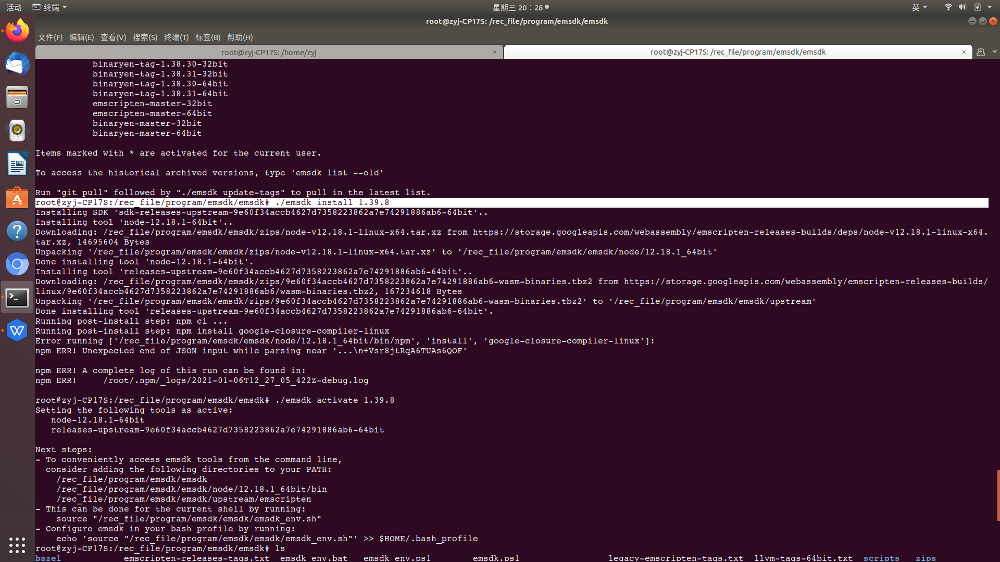 活动 终端 星期三 20：28 英
root@zyj-CP17S: /rec_file/program/emsdk/emsdk
文件(F) 编辑(E) 查看(V) 搜索(S) 终端(T) 标签(B) 帮助(H)
root@zyj-CP17S: /home/zyj × root@zyj-CP17S: /rec_file/program/emsdk/emsdk ×
binaryen-tag-1.38.30-32bit
binaryen-tag-1.38.31-32bit
binaryen-tag-1.38.30-64bit
binaryen-tag-1.38.31-64bit
emscripten-master-32bit
emscripten-master-64bit
binaryen-master-32bit
binaryen-master-64bit
Items marked with * are activated for the current user.
To access the historical archived versions, type 'emsdk list --old'
Run "git pull" followed by "./emsdk update-tags" to pull in the latest list.
root@zyj-CP17S:/rec_file/program/emsdk/emsdk# ./emsdk install 1.39.8
Installing SDK 'sdk-releases-upstream-9e60f34accb4627d7358223862a7e74291886ab6-64bit'..
Installing tool 'node-12.18.1-64bit'..
Downloading: /rec_file/program/emsdk/emsdk/zips/node-v12.18.1-linux-x64.tar.xz from https://storage.googleapis.com/webassembly/emscripten-releases-builds/deps/node-v12.18.1-linux-x64.
tar.xz, 14695604 Bytes
Unpacking '/rec_file/program/emsdk/emsdk/zips/node-v12.18.1-linux-x64.tar.xz' to '/rec_file/program/emsdk/emsdk/node/12.18.1_64bit'
Done installing tool 'node-12.18.1-64bit'.
Installing tool 'releases-upstream-9e60f34accb4627d7358223862a7e74291886ab6-64bit'..
Downloading: /rec_file/program/emsdk/emsdk/zips/9e60f34accb4627d7358223862a7e74291886ab6-wasm-binaries.tbz2 from https://storage.googleapis.com/webassembly/emscripten-releases-builds/
linux/9e60f34accb4627d7358223862a7e74291886ab6/wasm-binaries.tbz2, 167234618 Bytes
Unpacking '/rec_file/program/emsdk/emsdk/zips/9e60f34accb4627d7358223862a7e74291886ab6-wasm-binaries.tbz2' to '/rec_file/program/emsdk/emsdk/upstream'
Done installing tool 'releases-upstream-9e60f34accb4627d7358223862a7e74291886ab6-64bit'.
Running post-install step: npm ci ...
Running post-install step: npm install google-closure-compiler-linux
Error running ['/rec_file/program/emsdk/emsdk/node/12.18.1_64bit/bin/npm', 'install', 'google-closure-compiler-linux']:
npm ERR! Unexpected end of JSON input while parsing near '...\n+Vsr8jtRqA6TUAs6QOF'
npm ERR! A complete log of this run can be found in:
npm ERR!     /root/.npm/_logs/2021-01-06T12_27_05_422Z-debug.log
root@zyj-CP17S:/rec_file/program/emsdk/emsdk# ./emsdk activate 1.39.8
Setting the following tools as active:
node-12.18.1-64bit
releases-upstream-9e60f34accb4627d7358223862a7e74291886ab6-64bit
Next steps:
- To conveniently access emsdk tools from the command line,
consider adding the following directories to your PATH:
/rec_file/program/emsdk/emsdk
/rec_file/program/emsdk/emsdk/node/12.18.1_64bit/bin
/rec_file/program/emsdk/emsdk/upstream/emscripten
- This can be done for the current shell by running:
source "/rec_file/program/emsdk/emsdk/emsdk_env.sh"
- Configure emsdk in your bash profile by running:
echo 'source "/rec_file/program/emsdk/emsdk/emsdk_env.sh"' >> $HOME/.bash_profile
root@zyj-CP17S:/rec_file/program/emsdk/emsdk# ls
bazel emscripten-releases-tags.txt emsdk_env.bat emsdk_env.ps1 emsdk.ps1 legacy-emscripten-tags.txt llvm-tags-64bit.txt scripts zips